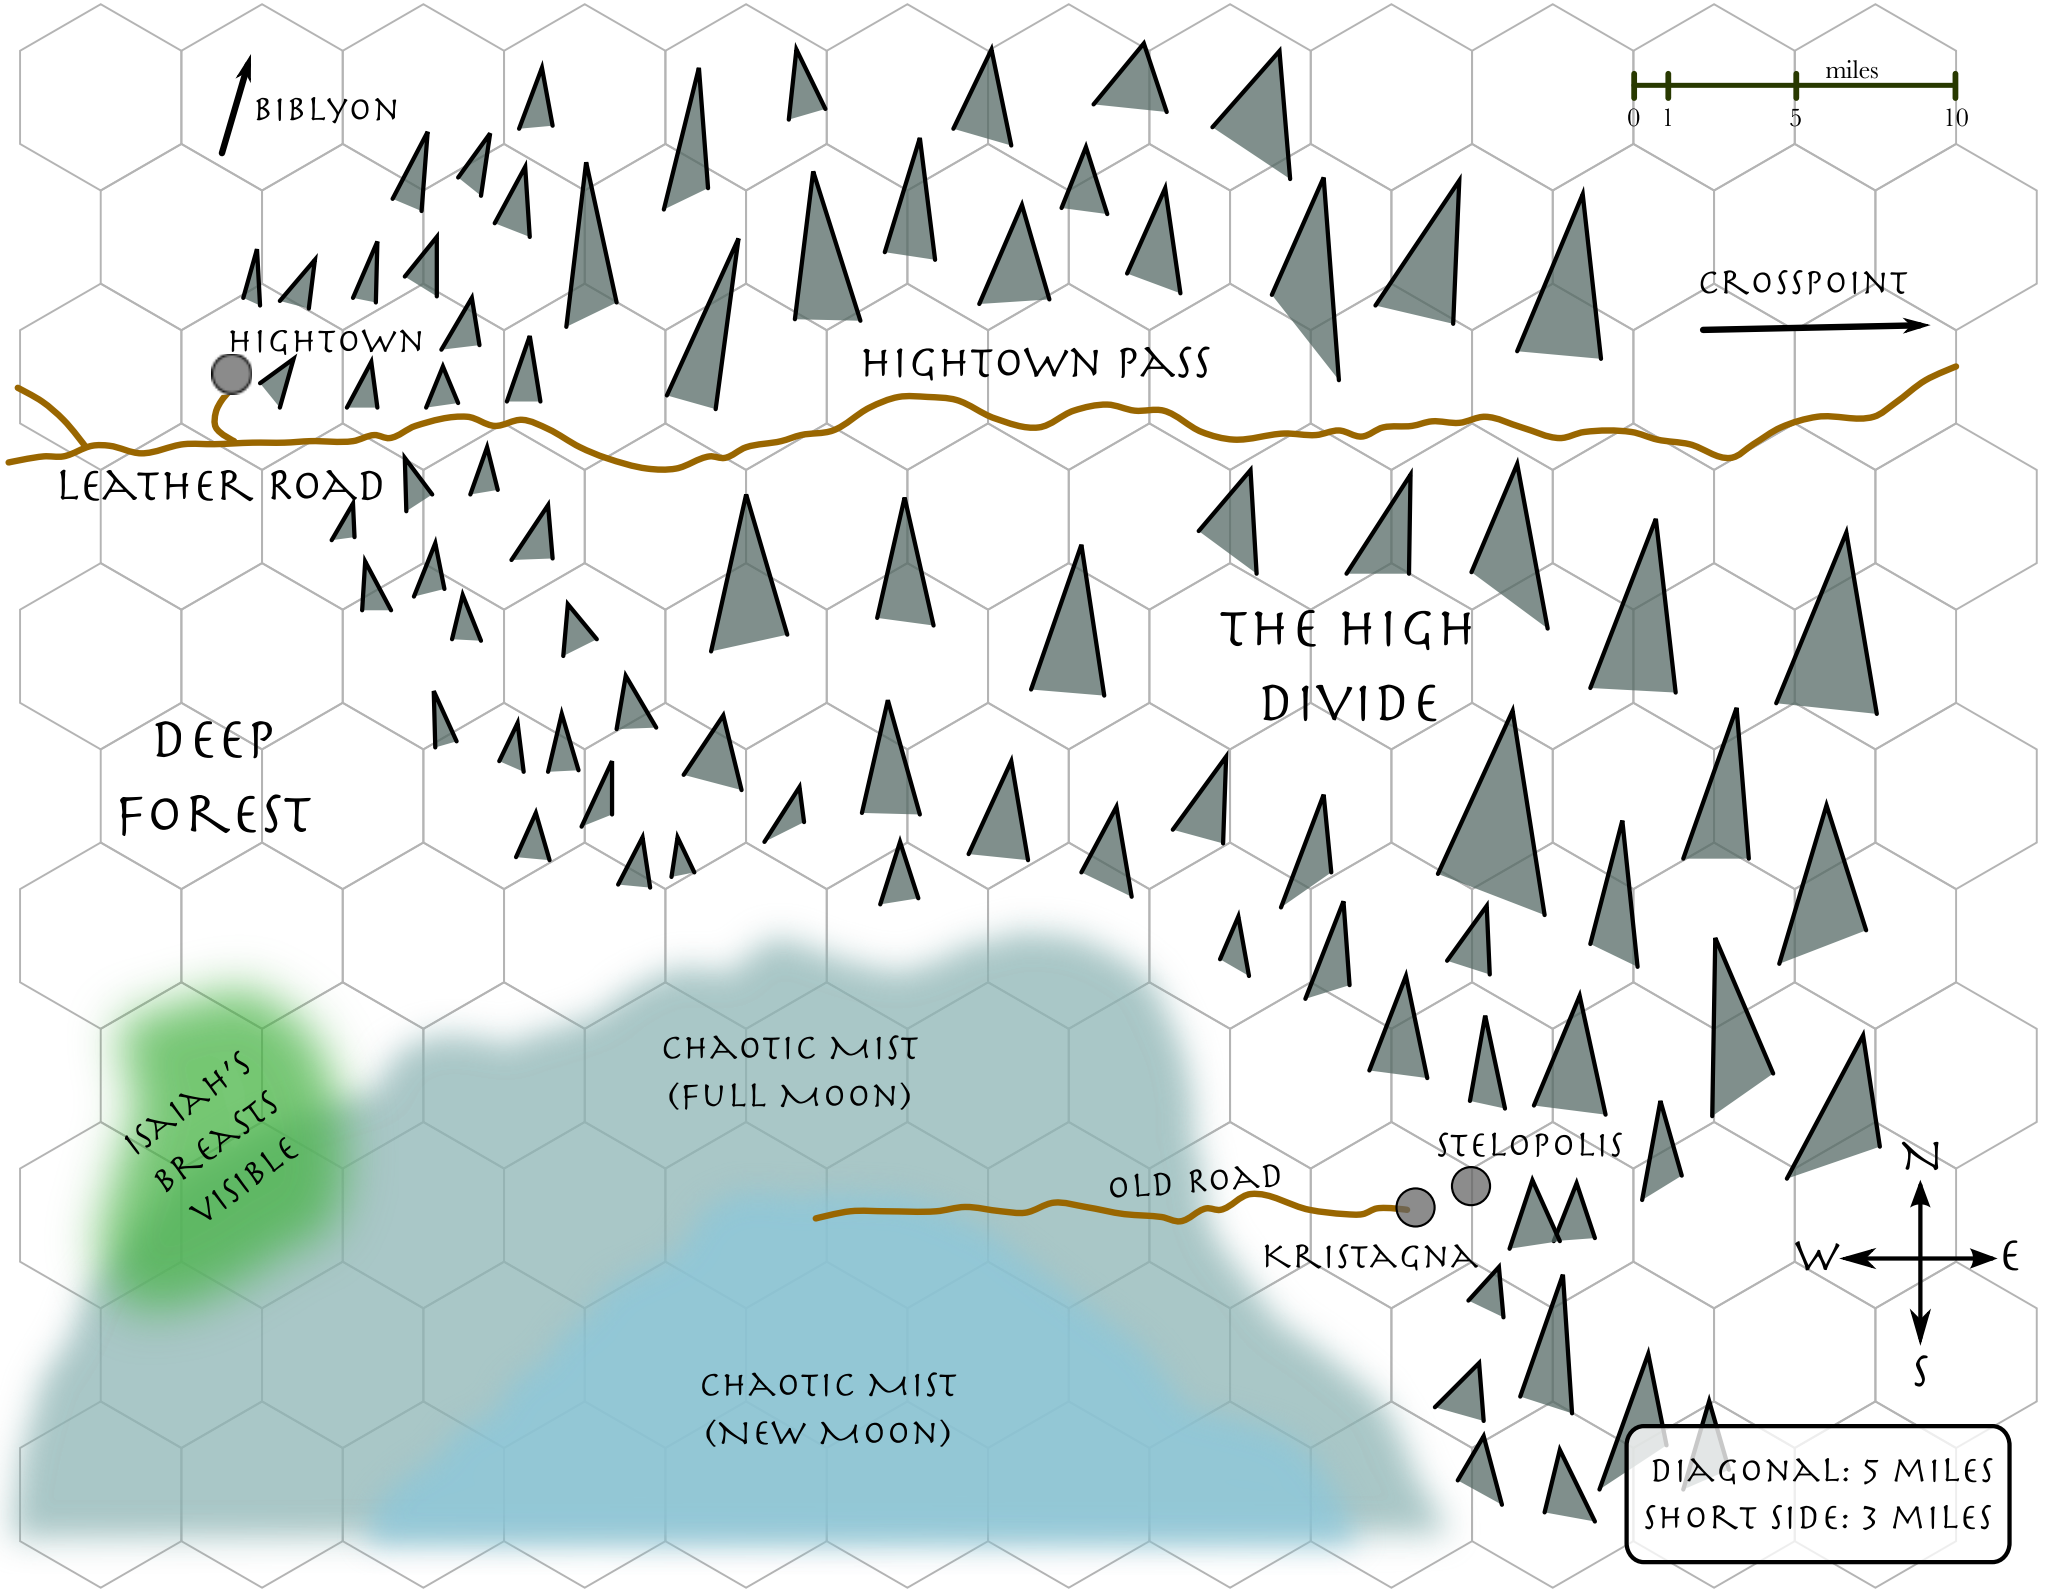 miles
0 1 5 10
BIBLYON
CROSSPOINT
HIGHTOWN
HIGHTOWN PASS
LEATHER ROAD
THE HIGH
DIVIDE
DEEP
FOREST
CHAOTIC MIST
(FULL MOON)
ISAIAH'S
BREASTS
VISIBLE
STELOPOLIS
OLD ROAD
KRISTAGNA
N
W E
S
CHAOTIC MIST
(NEW MOON)
DIAGONAL: 5 MILES
SHORT SIDE: 3 MILES